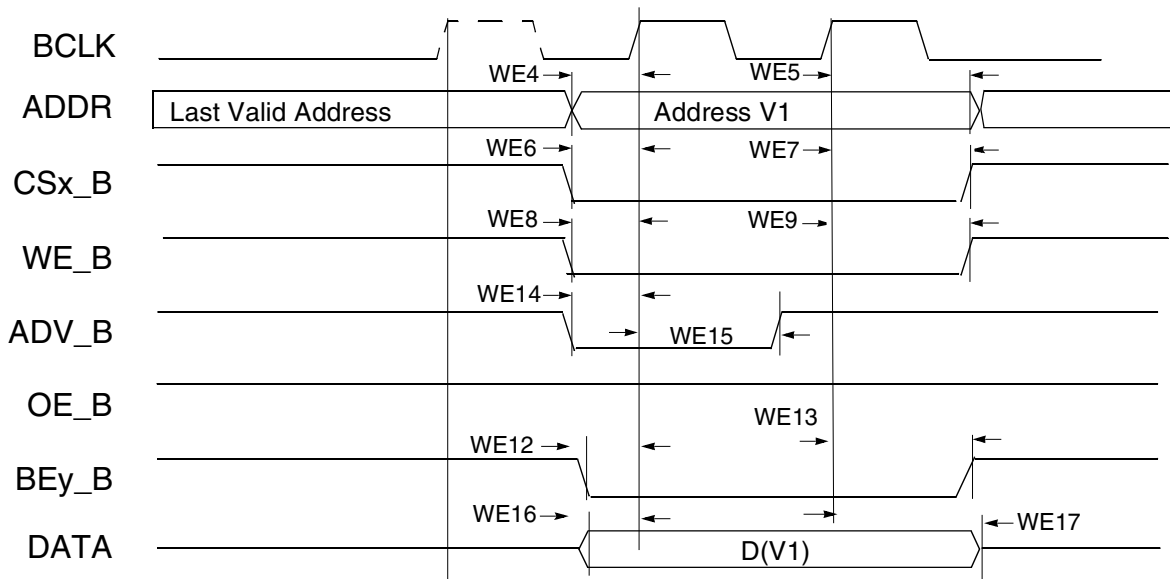 BCLK
WE4 WE5
ADDR Last Valid Address Address V1
WE6 WE7
CSx_B
WE8 WE9
WE_B
WE14
ADV_B WE15
OE_B
WE13
WE12
BEy_B
WE16 WE17
DATA D(V1)